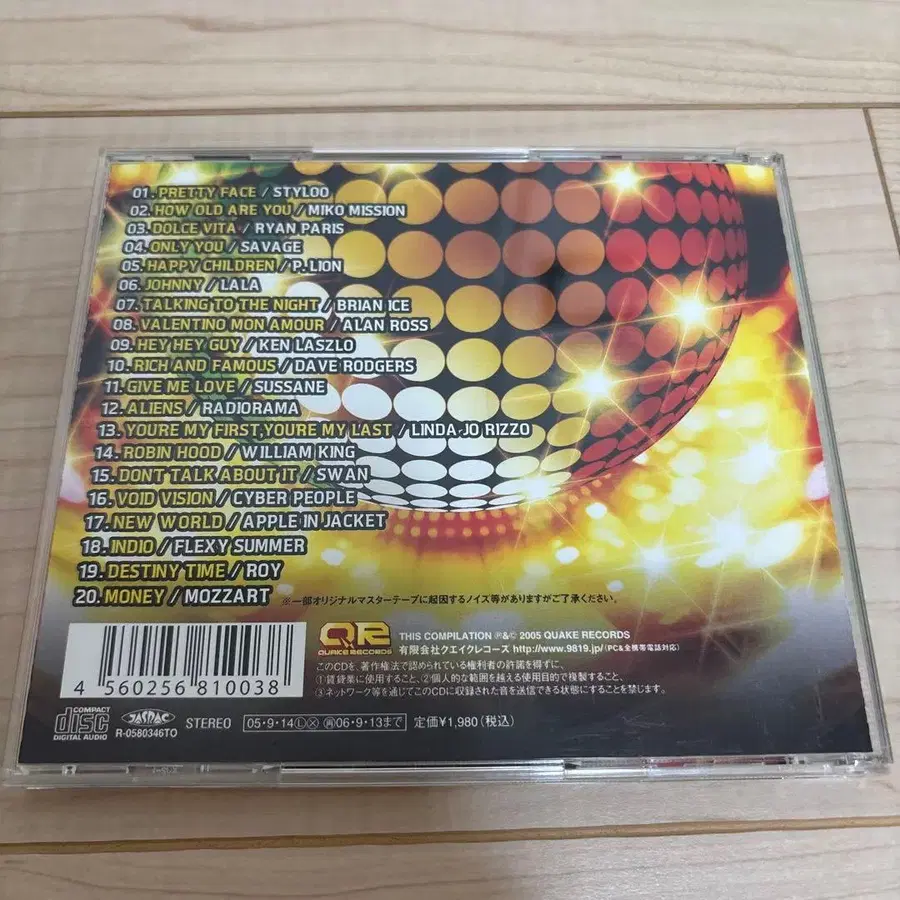 01. PRETTY FACE / STYLOO
02. HOW OLD ARE YOU / MIKO MISSION
03. DOLCE VITA / RYAN PARIS
04. ONLY YOU / SAVAGE
05. HAPPY CHILDREN / P. LION
06. JOHNNY / LALA
07. TALKING TO THE NIGHT / BRIAN ICE
08. VALENTINO MON AMOUR / ALAN ROSS
09. HEY HEY GUY / KEN LASZLO
10. RICH AND FAMOUS / DAVE RODGERS
11. GIVE ME LOVE / SUSSANE
12. ALIENS / RADIORAMA
13. YOURE MY FIRST,YOURE MY LAST / LINDA JO RIZZO
14. ROBIN HOOD / WILLIAM KING
15. DONT TALK ABOUT IT / SWAN
16. VOID VISION / CYBER PEOPLE
17. NEW WORLD / APPLE IN JACKET
18. INDIO / FLEXY SUMMER
19. DESTINY TIME / ROY
20. MONEY / MOZZART
※一部オリジナルマスターテープに起因するノイズ等がありますがご了承ください。
4 560256 810038
QR
QUAKE RECORDS
THIS COMPILATION ℗&© 2005 QUAKE RECORDS
有限会社クエイクレコーズ http://www.9819.jp/(PC&全携帯電話対応)
このCDを、著作権法で認められている権利者の許諾を得ずに、
①賃貸業に使用すること、②個人的な範囲を越える使用目的で複製すること、
③ネットワーク等を通じてこのCDに収録された音を送信できる状態にすることを禁じます。
COMPACT
disc
DIGITAL AUDIO
JASRAC
R-0580346TO
STEREO
05・9・14 Ⓛ Ⓧ 再 06・9・13まで
定価¥1,980(税込)